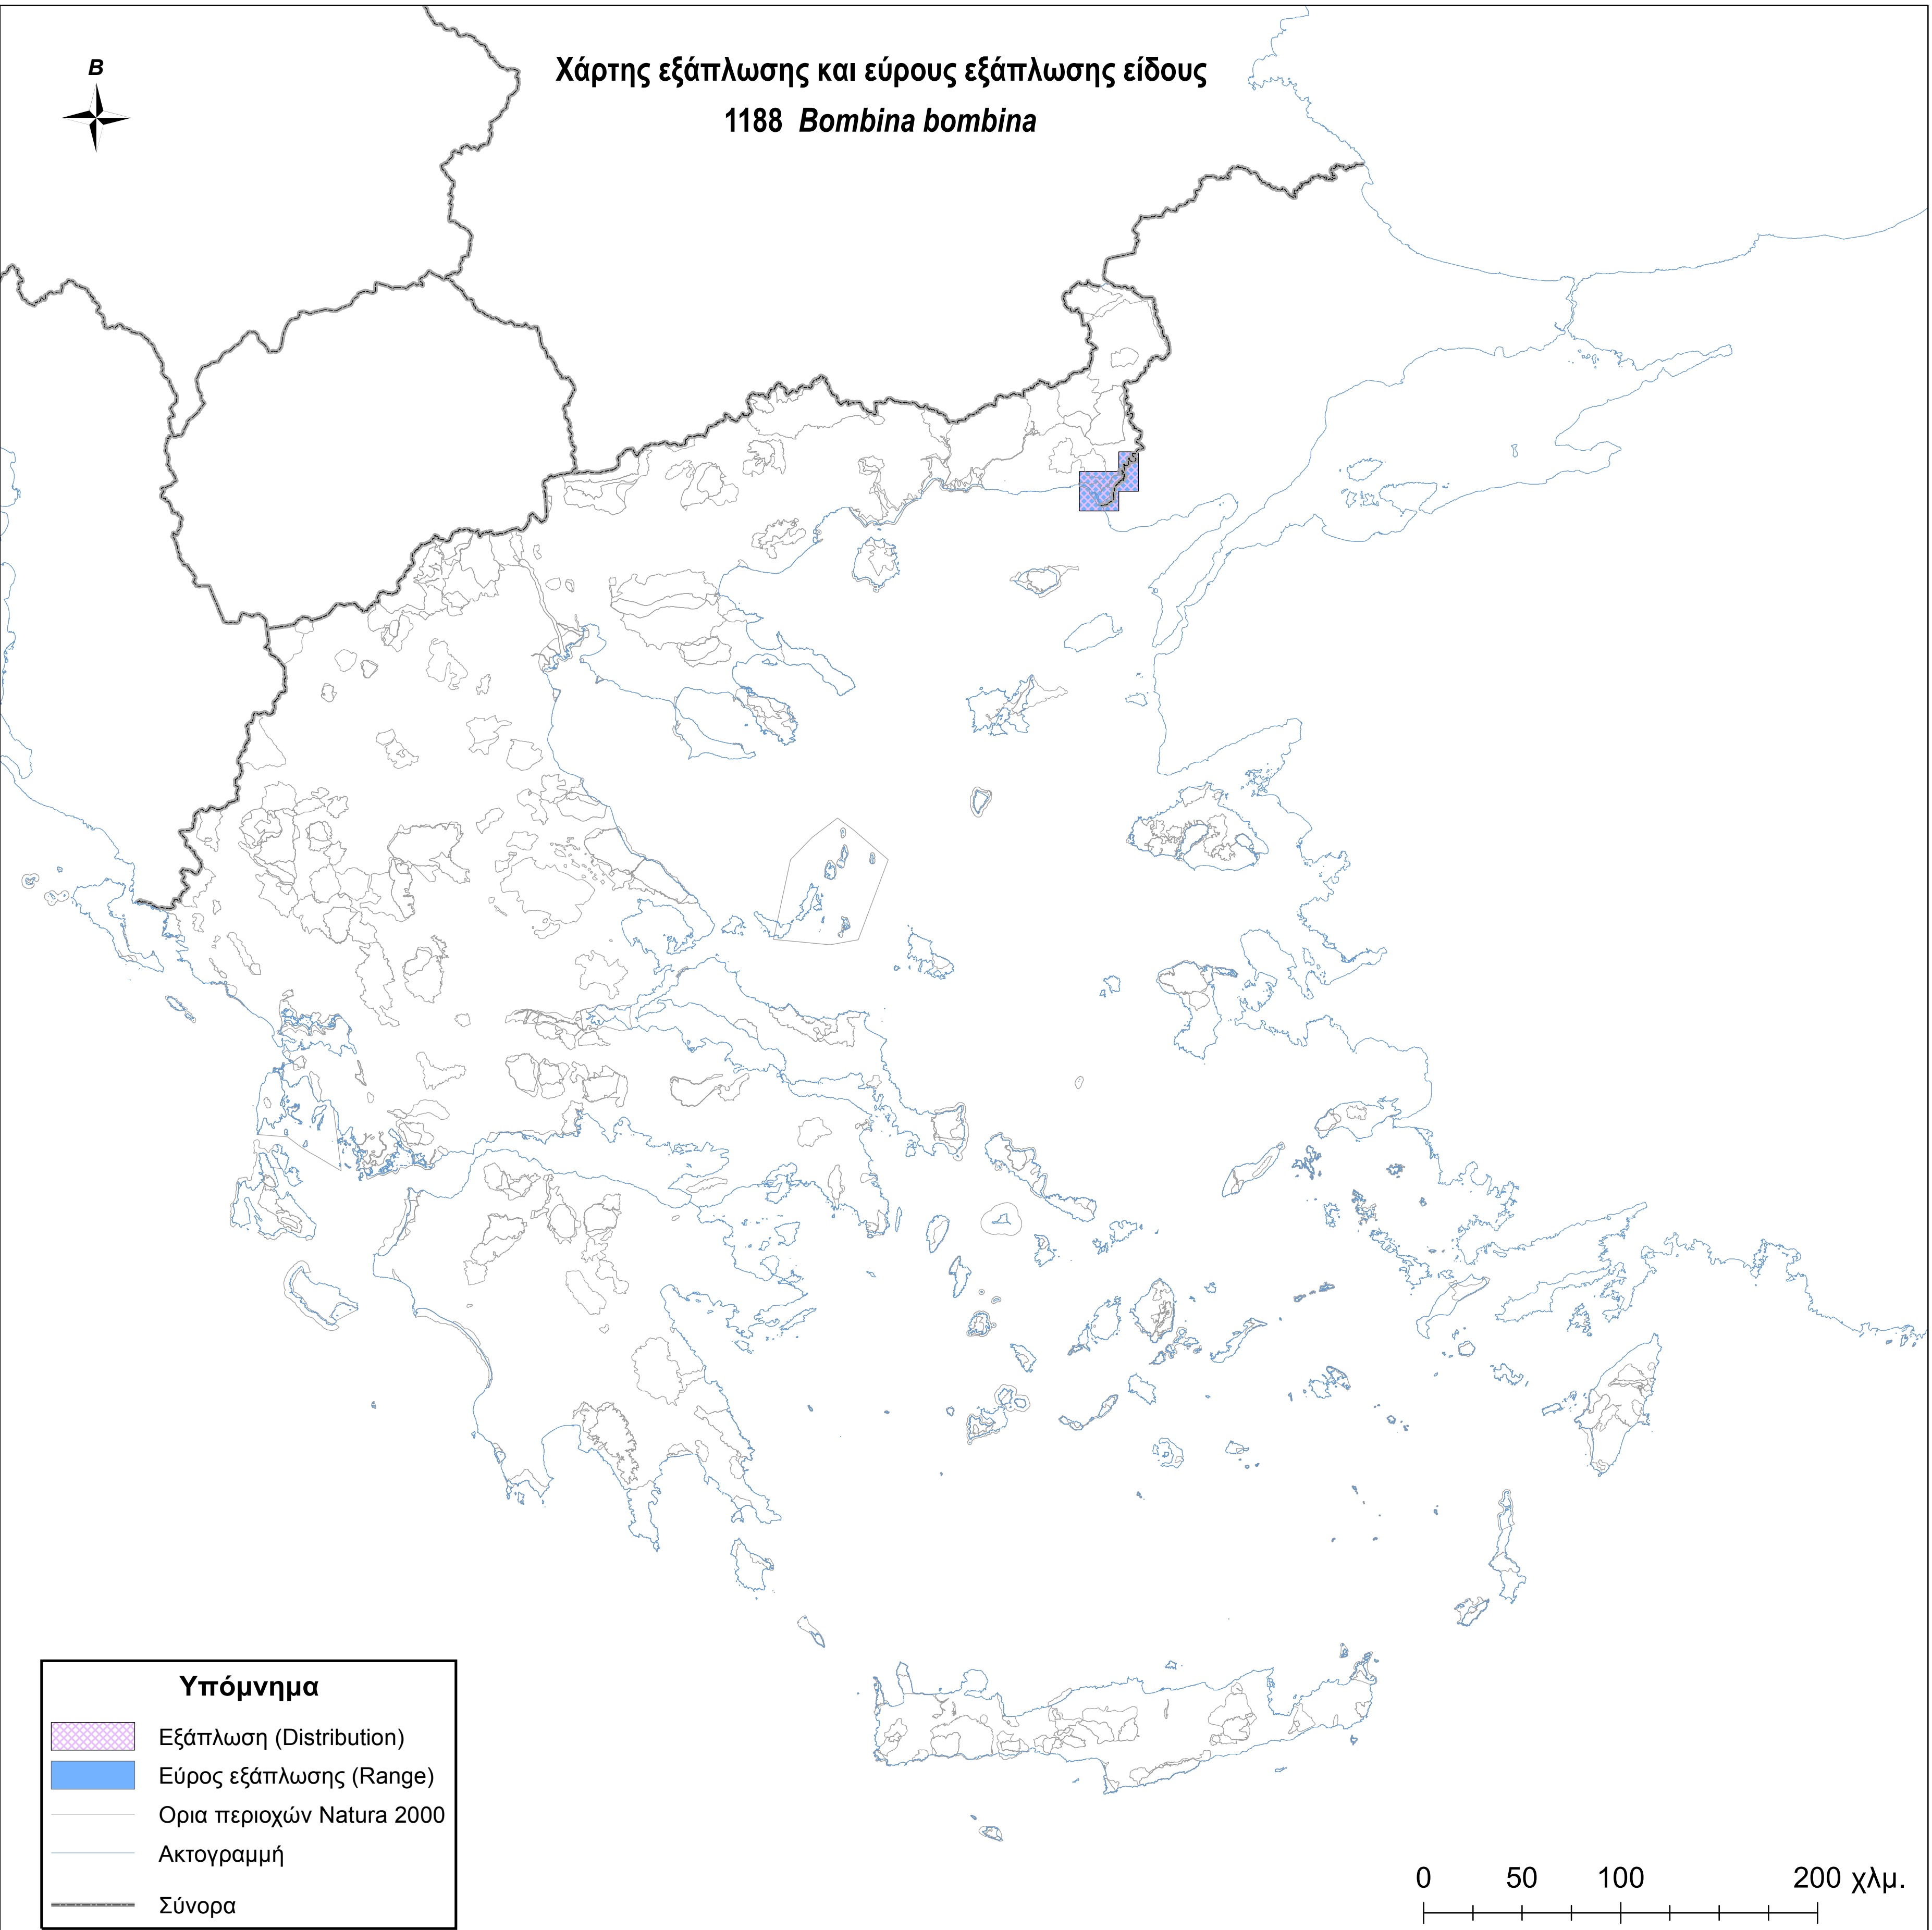 Χάρτης εξάπλωσης και εύρους εξάπλωσης είδους
1188 Bombina bombina
Β
Υπόμνημα
Εξάπλωση (Distribution)
Εύρος εξάπλωσης (Range)
Ορια περιοχών Natura 2000
Ακτογραμμή
Σύνορα
0 50 100 200 χλμ.